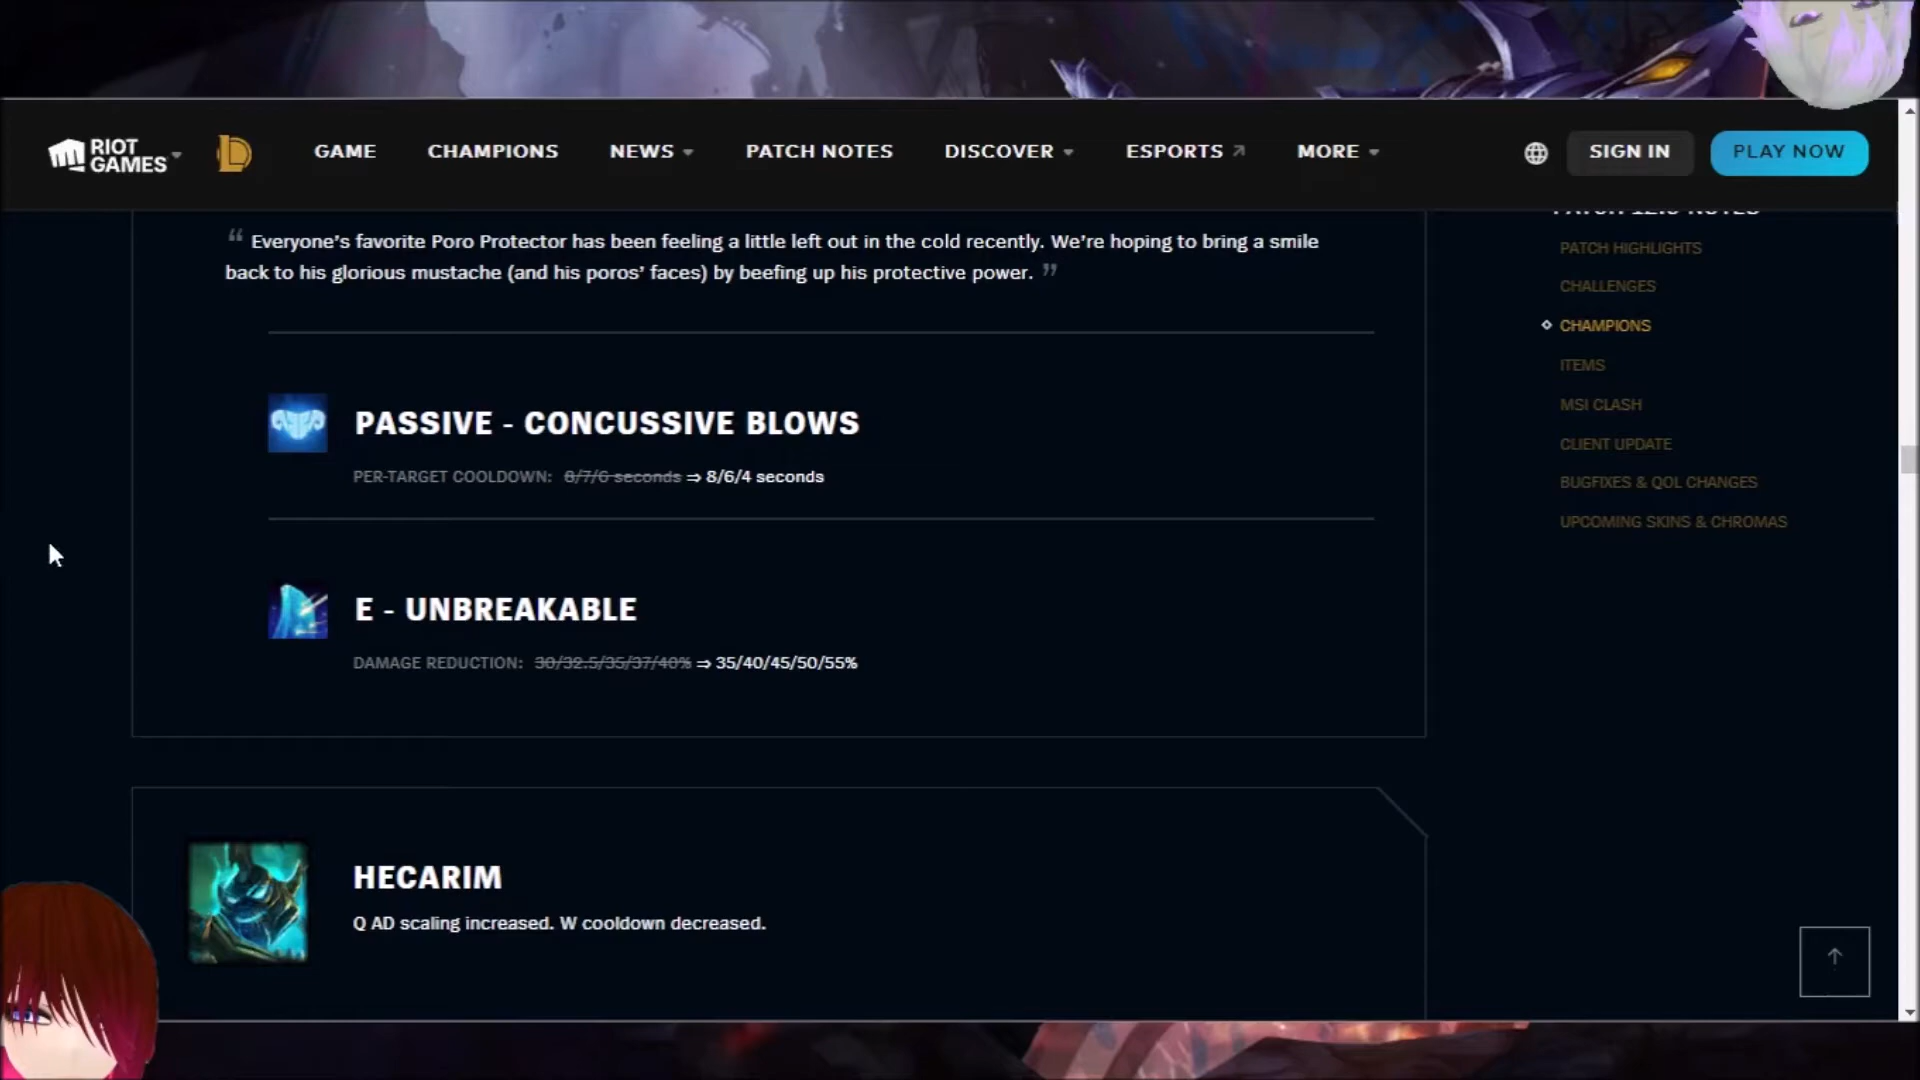 RIOT GAMES
GAME
CHAMPIONS
NEWS
PATCH NOTES
DISCOVER
ESPORTS
MORE
SIGN IN
PLAY NOW
“ Everyone’s favorite Poro Protector has been feeling a little left out in the cold recently. We’re hoping to bring a smile
back to his glorious mustache (and his poros’ faces) by beefing up his protective power. ”
PASSIVE - CONCUSSIVE BLOWS
PER-TARGET COOLDOWN: 8/7/6 seconds ⇒ 8/6/4 seconds
E - UNBREAKABLE
DAMAGE REDUCTION: 30/32.5/35/37/40% ⇒ 35/40/45/50/55%
HECARIM
Q AD scaling increased. W cooldown decreased.
PATCH HIGHLIGHTS
CHALLENGES
CHAMPIONS
ITEMS
MSI CLASH
CLIENT UPDATE
BUGFIXES & QOL CHANGES
UPCOMING SKINS & CHROMAS